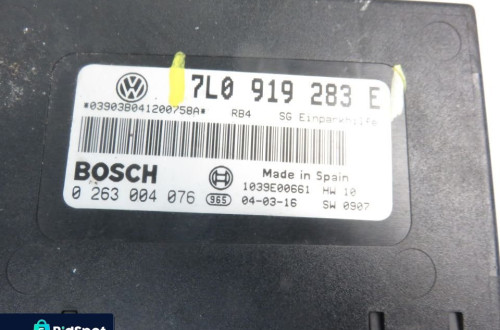 7L0 919 283 E
*03903B041200758A* RB4 SG Einparkhilfe
BOSCH
Made in Spain
0 263 004 076
965
1039E00661 HW 10
04-03-16 SW 0907
BidSpot